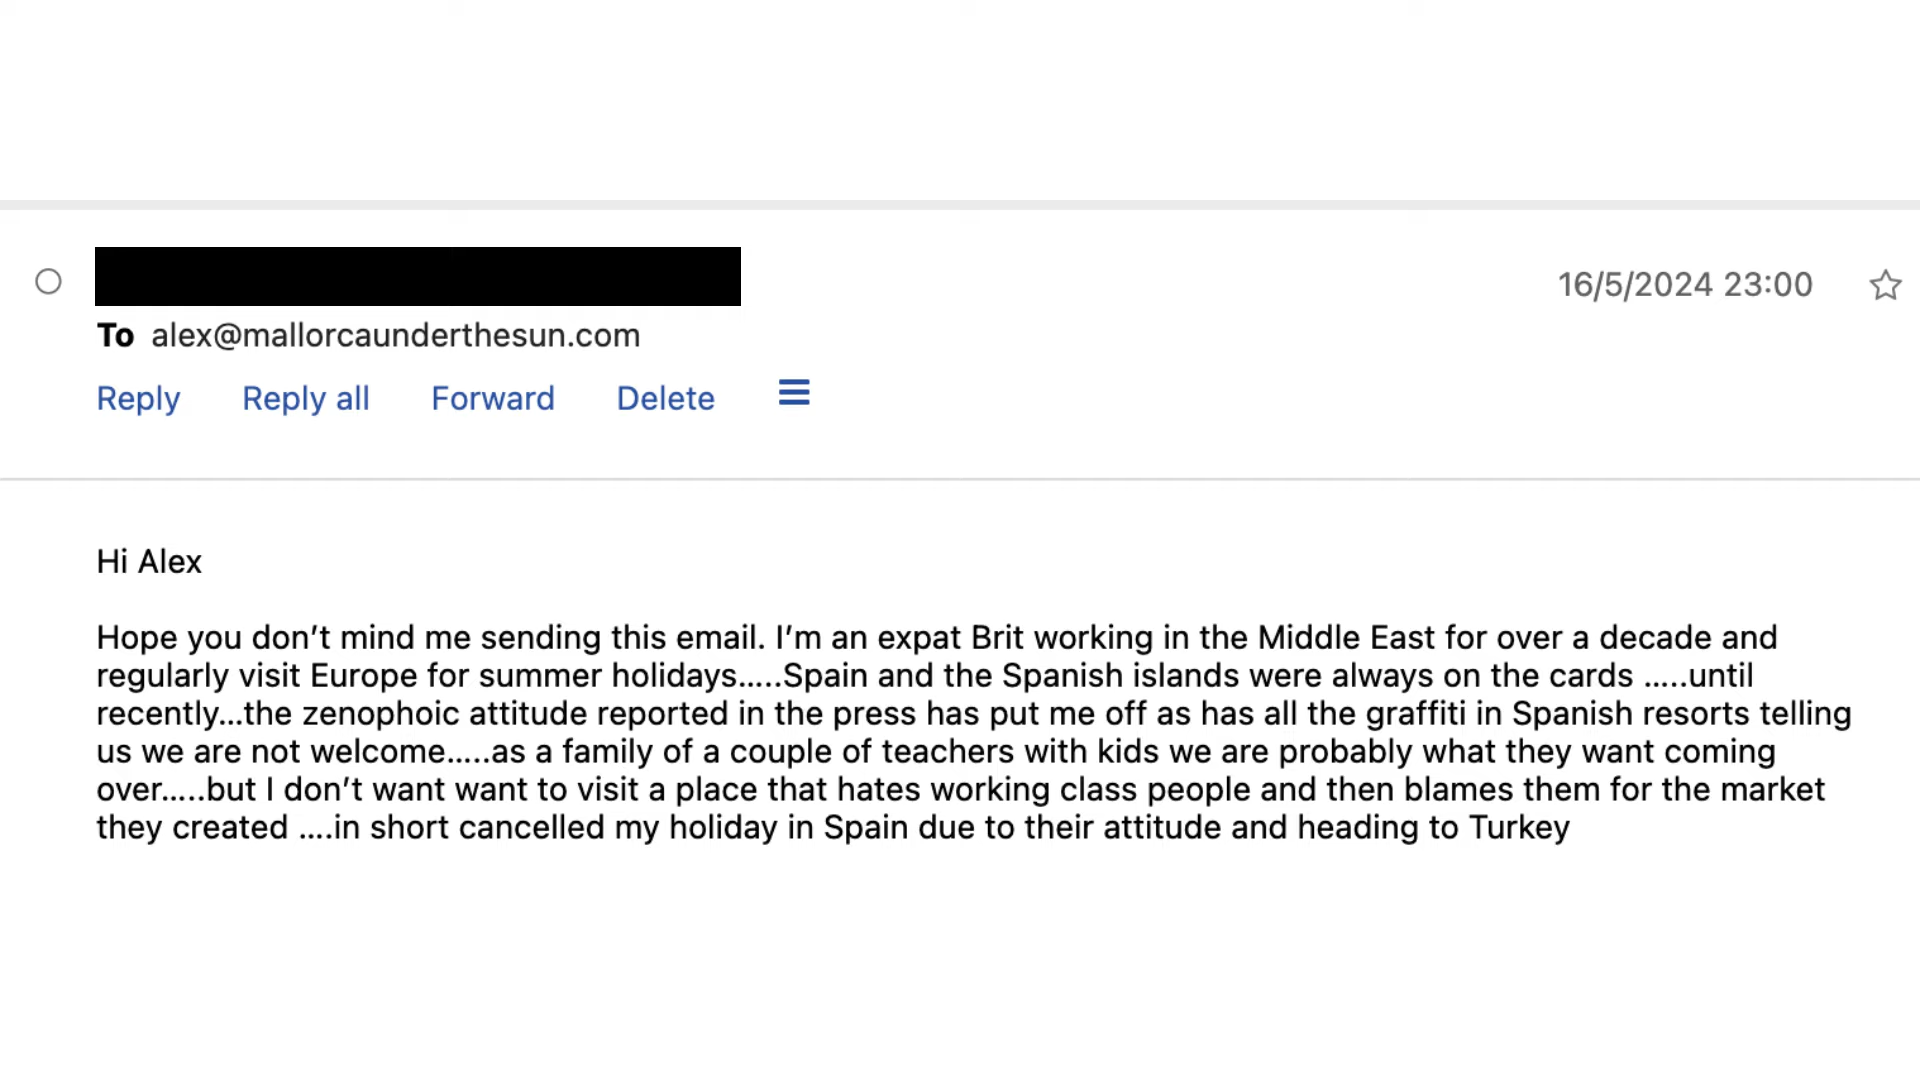 16/5/2024 23:00
To alex@mallorcaunderthesun.com
Reply Reply all Forward Delete
Hi Alex
Hope you don’t mind me sending this email. I’m an expat Brit working in the Middle East for over a decade and
regularly visit Europe for summer holidays.....Spain and the Spanish islands were always on the cards .....until
recently...the zenophoic attitude reported in the press has put me off as has all the graffiti in Spanish resorts telling
us we are not welcome.....as a family of a couple of teachers with kids we are probably what they want coming
over.....but I don’t want want to visit a place that hates working class people and then blames them for the market
they created ....in short cancelled my holiday in Spain due to their attitude and heading to Turkey